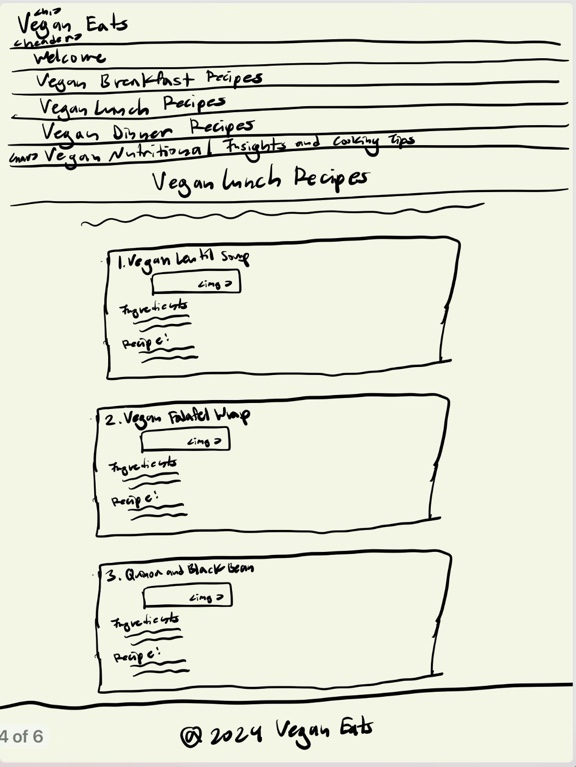 <h1>
Vegan Eats
<header>
Welcome
Vegan Breakfast Recipes
Vegan Lunch Recipes
Vegan Dinner Recipes
Vegan Nutritional Insights and Cooking Tips
Vegan Lunch Recipes
1. Vegan Lentil Soup
<img>
Ingredients
Recipe:
2. Vegan Falafel Wrap
<img>
Ingredients
Recipe:
3. Quinoa and Black Bean
<img>
Ingredients
Recipe:
4 of 6
@ 2024 Vegan Eats